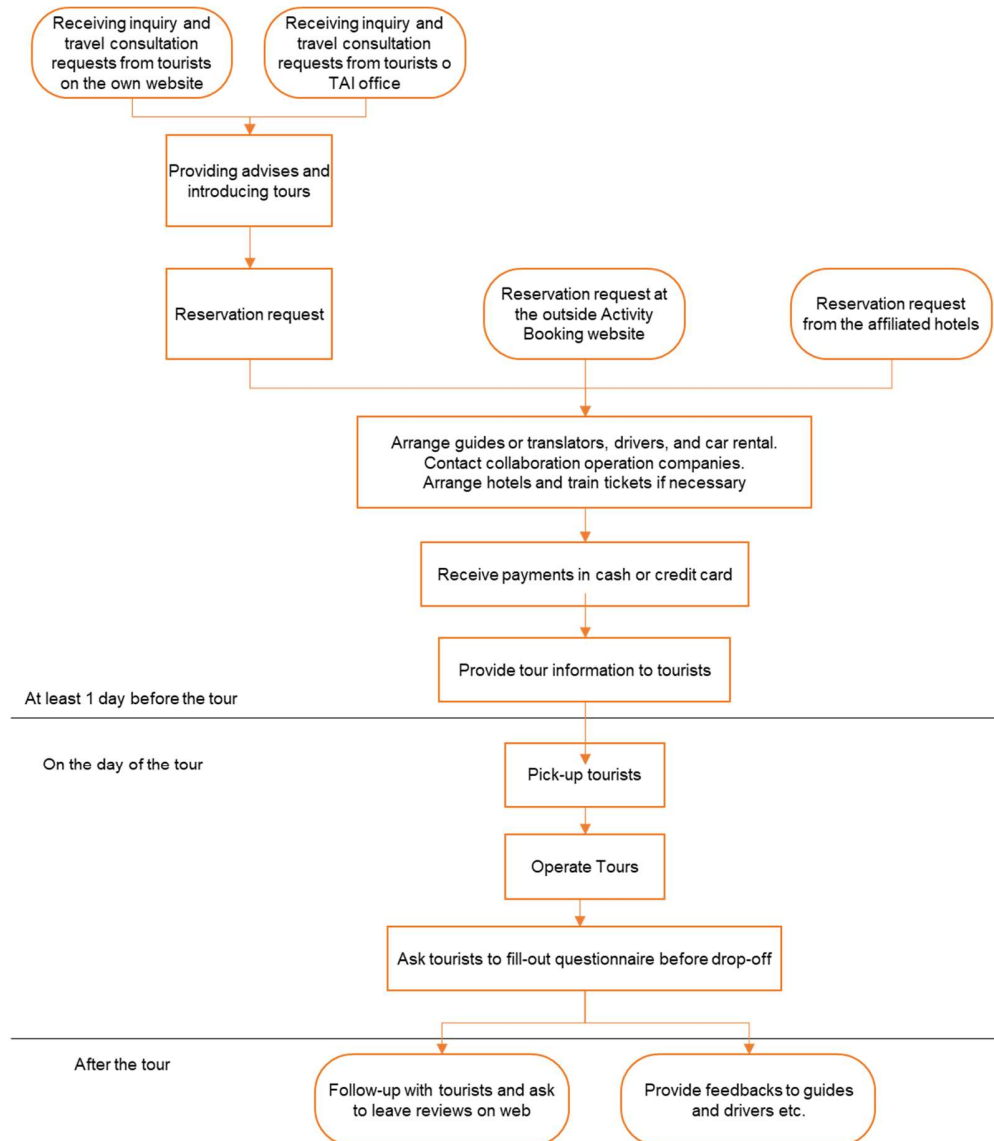 Receiving inquiry and
travel consultation
requests from tourists
on the own website
Receiving inquiry and
travel consultation
requests from tourists o
TAI office
Providing advises and
introducing tours
Reservation request
Reservation request at
the outside Activity
Booking website
Reservation request
from the affiliated hotels
Arrange guides or translators, drivers, and car rental.
Contact collaboration operation companies.
Arrange hotels and train tickets if necessary
Receive payments in cash or credit card
Provide tour information to tourists
At least 1 day before the tour
On the day of the tour
Pick-up tourists
Operate Tours
Ask tourists to fill-out questionnaire before drop-off
After the tour
Follow-up with tourists and ask
to leave reviews on web
Provide feedbacks to guides
and drivers etc.